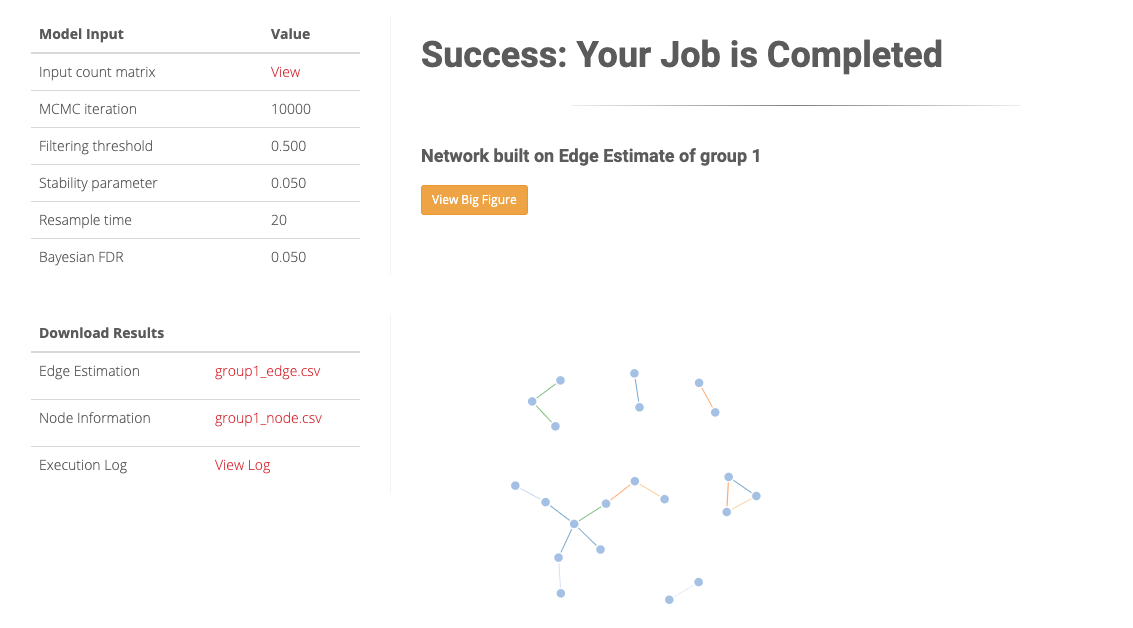 Model Input Value
Input count matrix View
MCMC iteration 10000
Filtering threshold 0.500
Stability parameter 0.050
Resample time 20
Bayesian FDR 0.050
Download Results
Edge Estimation group1_edge.csv
Node Information group1_node.csv
Execution Log View Log
Success: Your Job is Completed
Network built on Edge Estimate of group 1
View Big Figure